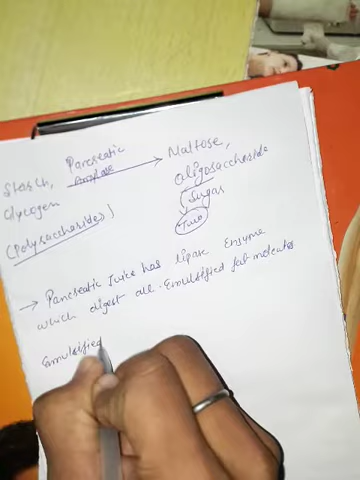 Starch, Pancreatic Amylase → Maltose,
Glycogen Oligosaccharide
(Polysaccharides) Sugar
Two
→ Pancreatic Juice has lipase Enzyme
which digest all Emulsified fat molecules
Emulsified